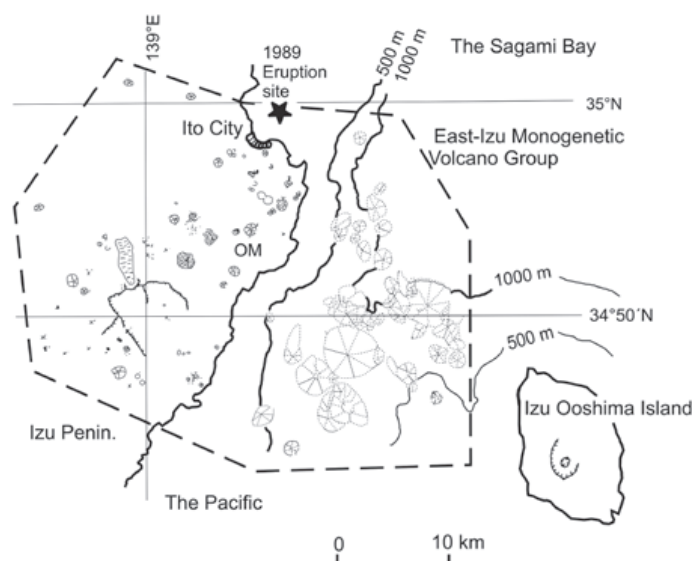 139°E
1989
Eruption
site
500 m
1000 m
The Sagami Bay
35°N
Ito City
East-Izu Monogenetic
Volcano Group
OM
1000 m
34°50´N
500 m
Izu Ooshima Island
Izu Penin.
The Pacific
0 10 km